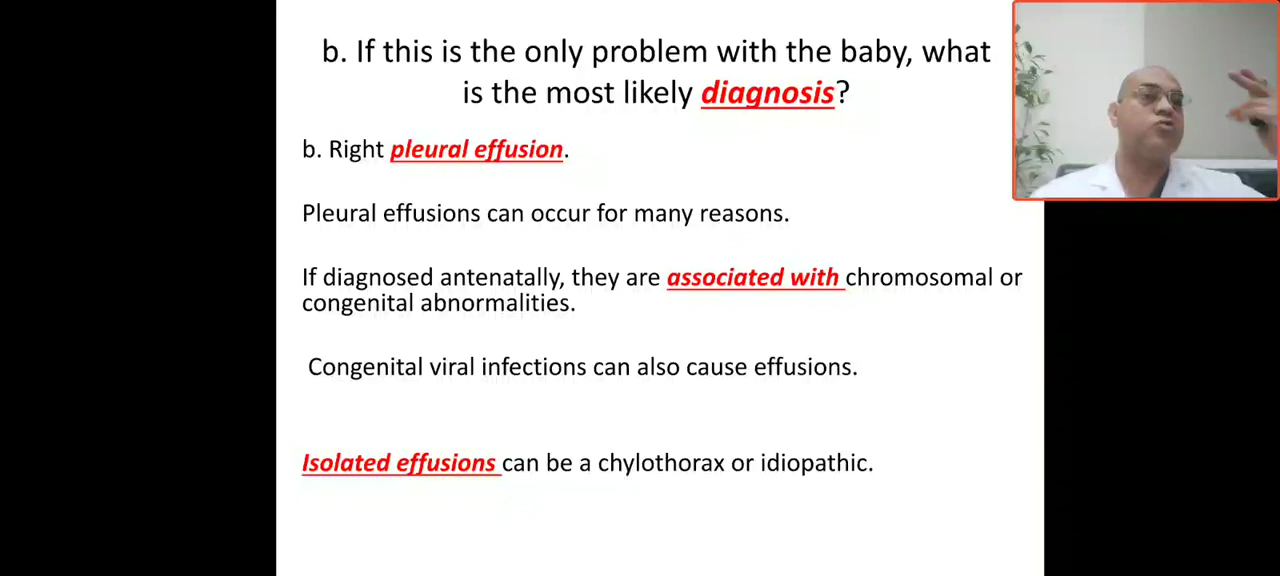 b. If this is the only problem with the baby, what
is the most likely diagnosis?
b. Right pleural effusion.
Pleural effusions can occur for many reasons.
If diagnosed antenatally, they are associated with chromosomal or
congenital abnormalities.
Congenital viral infections can also cause effusions.
Isolated effusions can be a chylothorax or idiopathic.